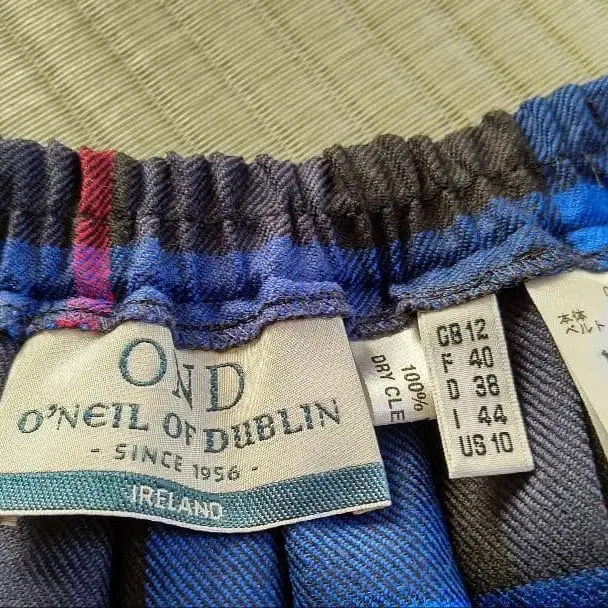 OND
O'NEIL OF DUBLIN
- SINCE 1956 -
IRELAND
100%
DRY CLE
GB 12
F 40
D 38
I 44
US 10
本体
ベルト